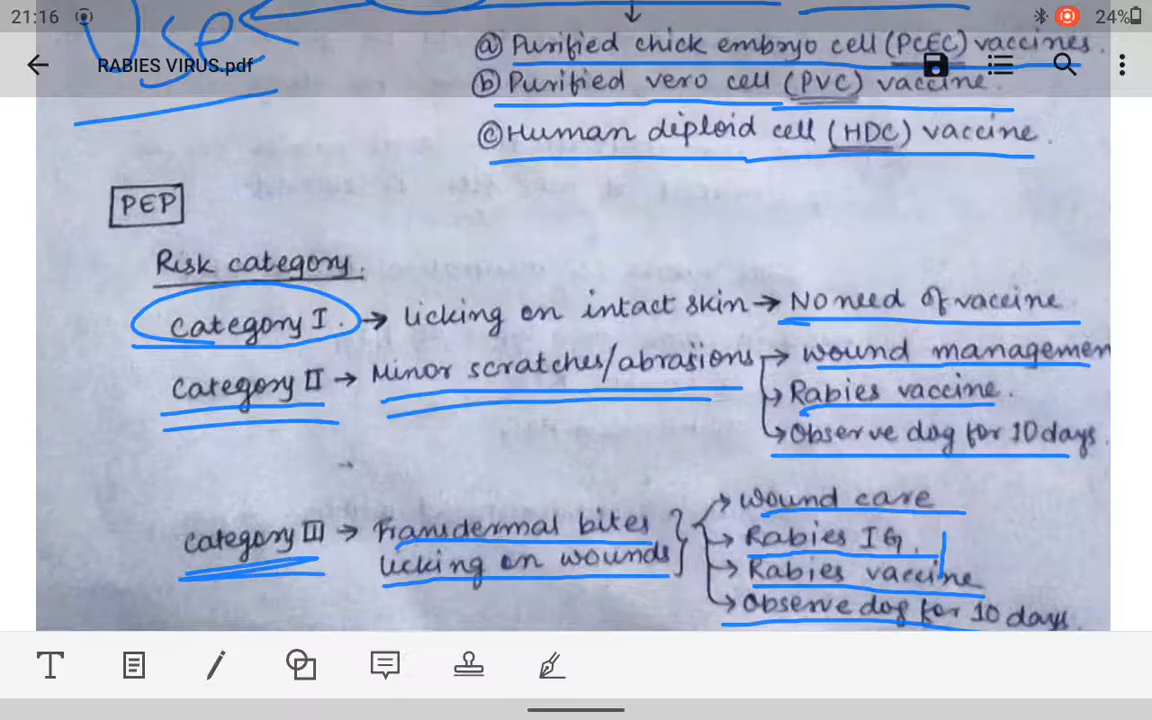 21:16 24%
RABIES VIRUS.pdf
Use
ⓐ Purified chick embryo cell (PCEC) vaccines.
ⓑ Purified vero cell (PVC) vaccine.
ⓒ Human diploid cell (HDC) vaccine.
PEP
Risk category.
Category I. → licking on intact skin → No need of vaccine.
Category II → Minor scratches/abrasions → wound managemen
→ Rabies vaccine.
→ Observe dog for 10 days.
Category III → Transdermal bites
licking on wounds
→ Wound care
→ Rabies IG.
→ Rabies vaccine
→ Observe dog for 10 days.
T